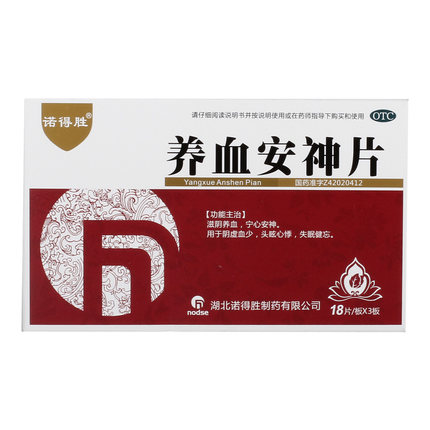 诺得胜®
请仔细阅读说明书并按说明使用或在药师指导下购买和使用
OTC
养血安神片
Yangxue Anshen Pian
国药准字Z42020412
【功能主治】
滋阴养血，宁心安神。
用于阴虚血少，头眩心悸，失眠健忘。
nodse
湖北诺得胜制药有限公司
18片/板X3板